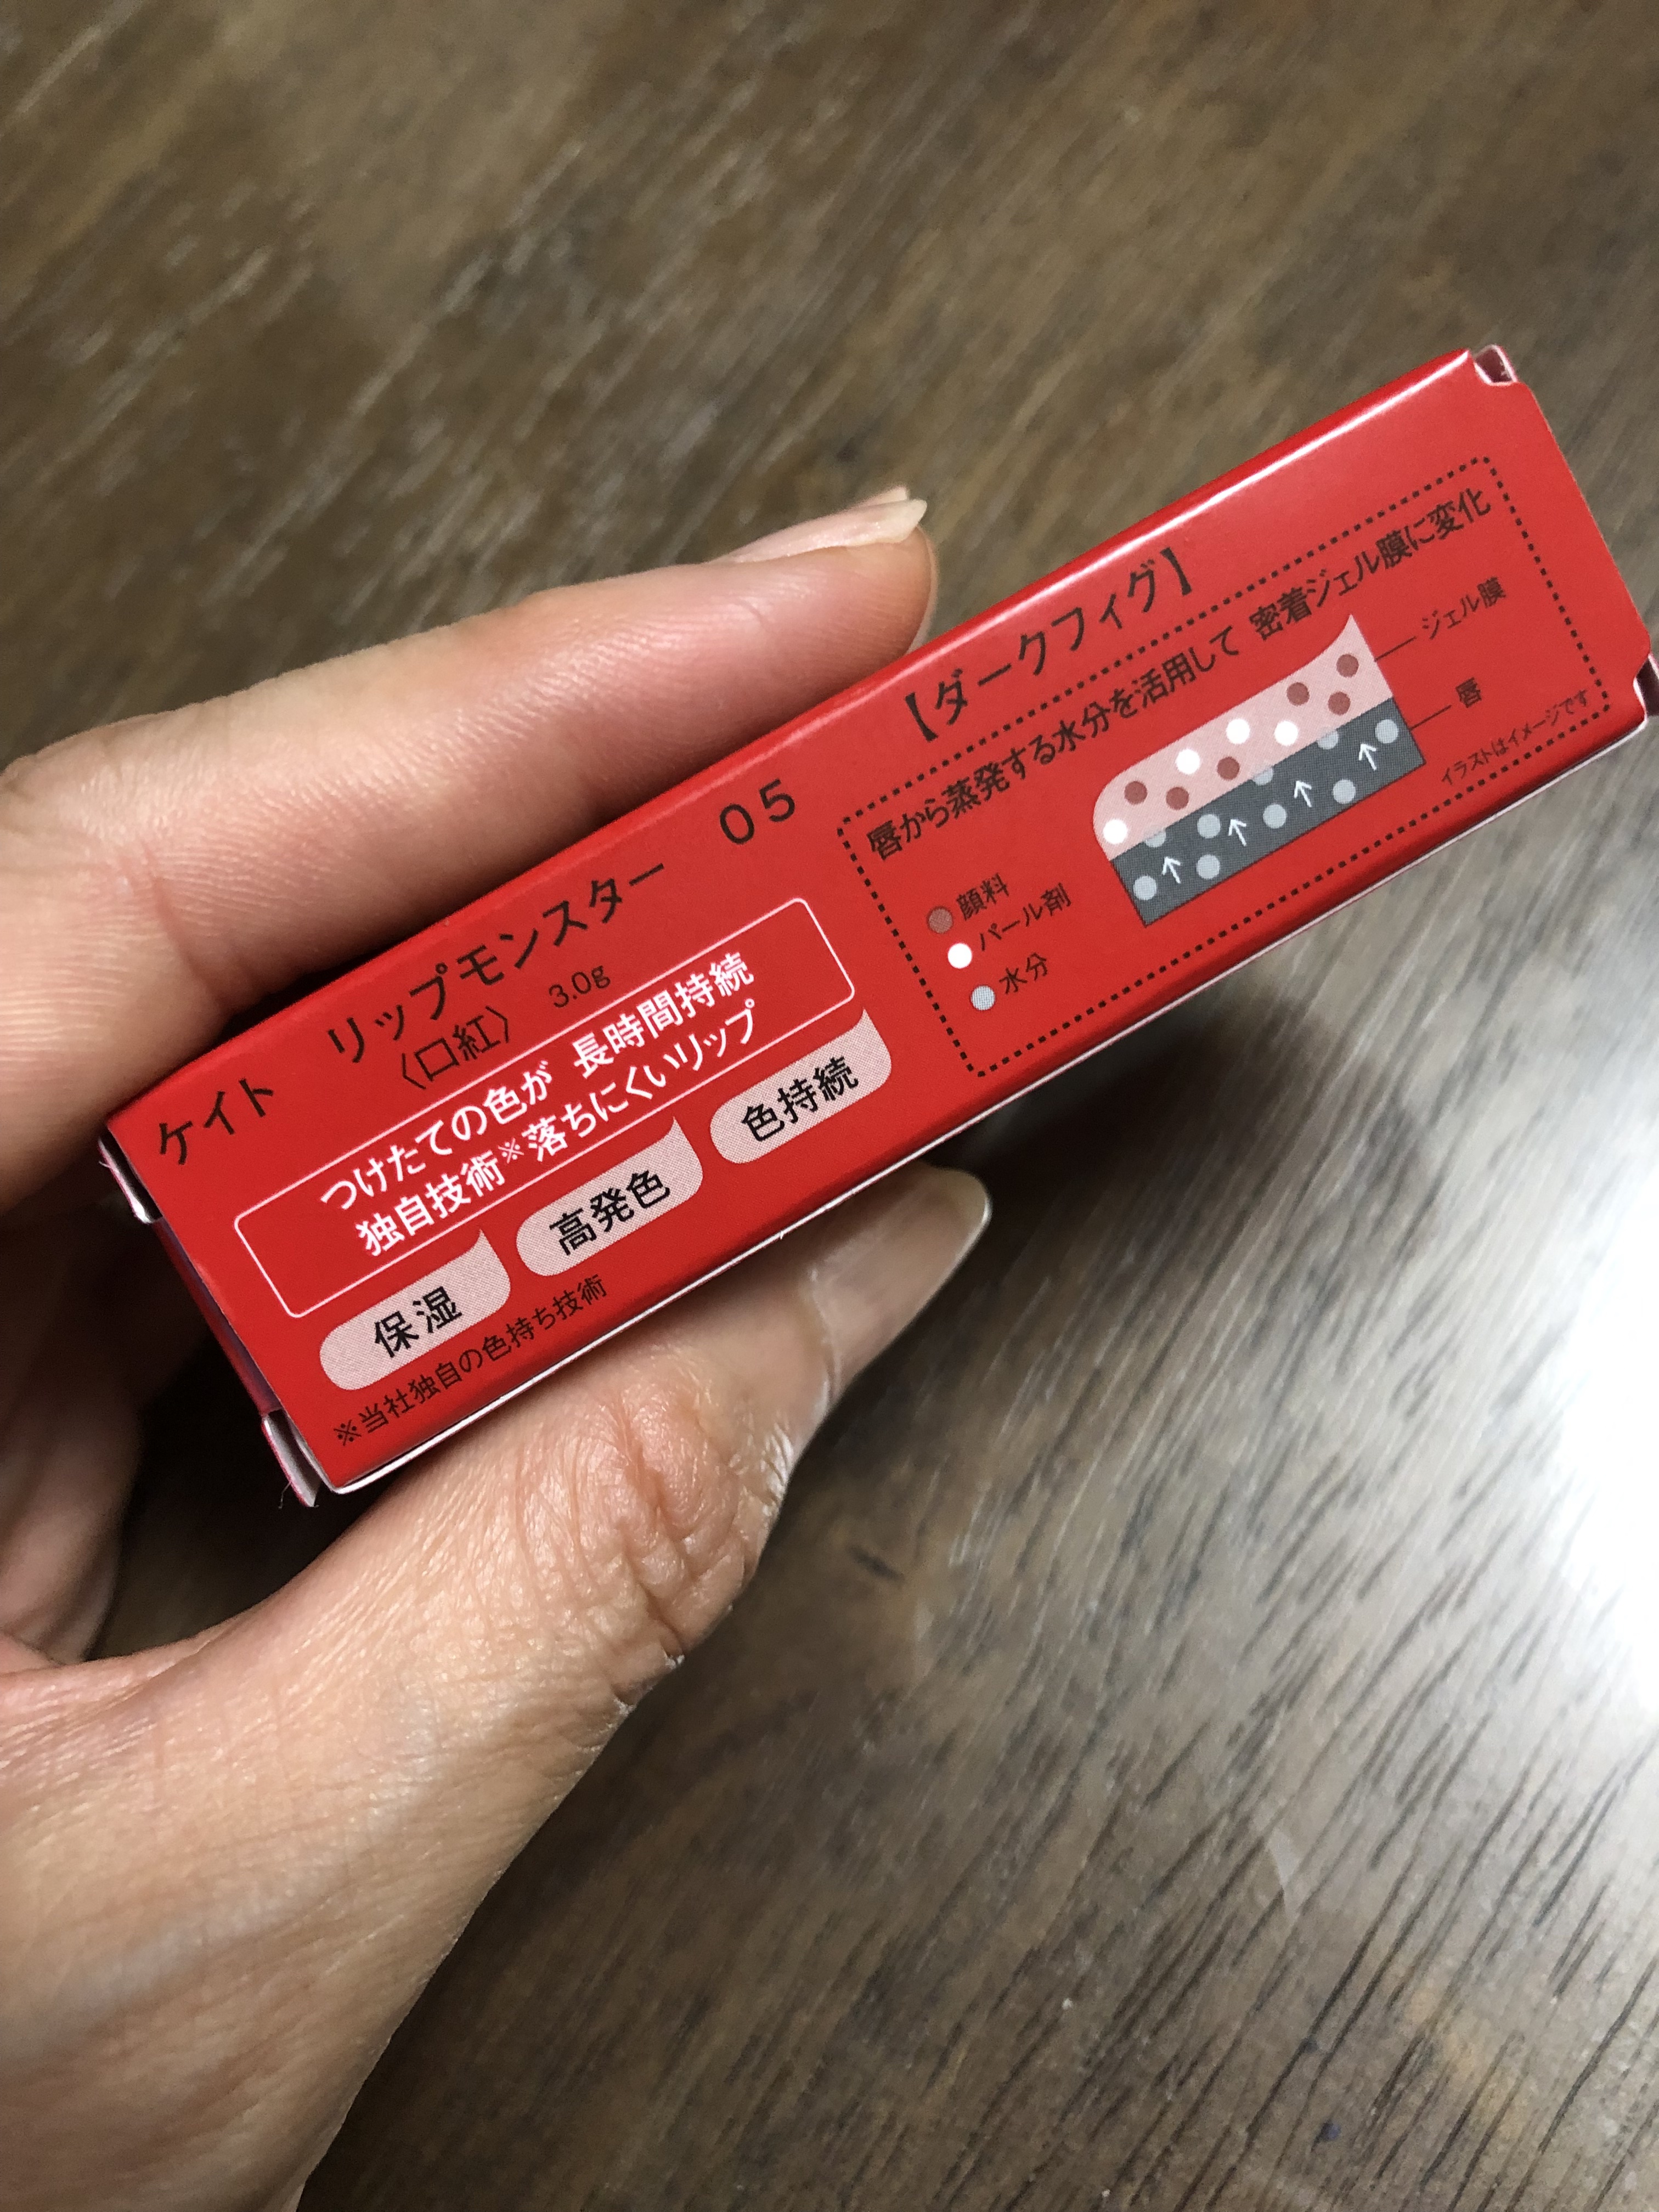 ケイト リップモンスター 05 【ダークフィグ】
〈口紅〉 3.0g
つけたての色が 長時間持続
独自技術※落ちにくいリップ
保湿 高発色 色持続
※当社独自の色持ち技術
唇から蒸発する水分を活用して 密着ジェル膜に変化
顔料
パール剤
水分
ジェル膜
唇
イラストはイメージです